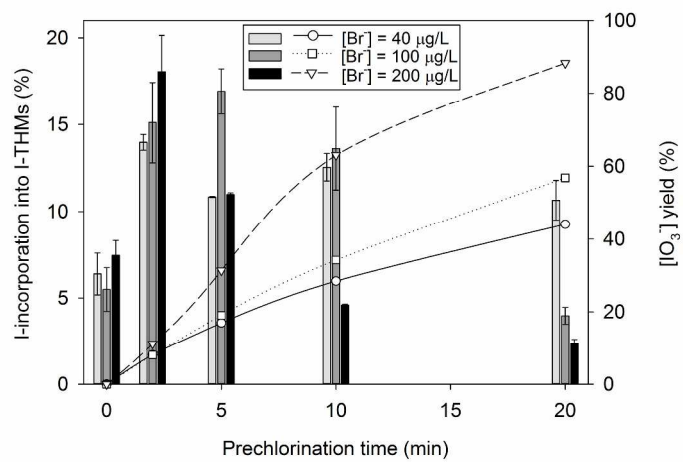 [Br⁻] = 40 µg/L
[Br⁻] = 100 µg/L
[Br⁻] = 200 µg/L
I-incorporation into I-THMs (%)
20
15
10
5
0
100
80
60
40
20
0
[IO₃⁻] yield (%)
0 5 10 15 20
Prechlorination time (min)